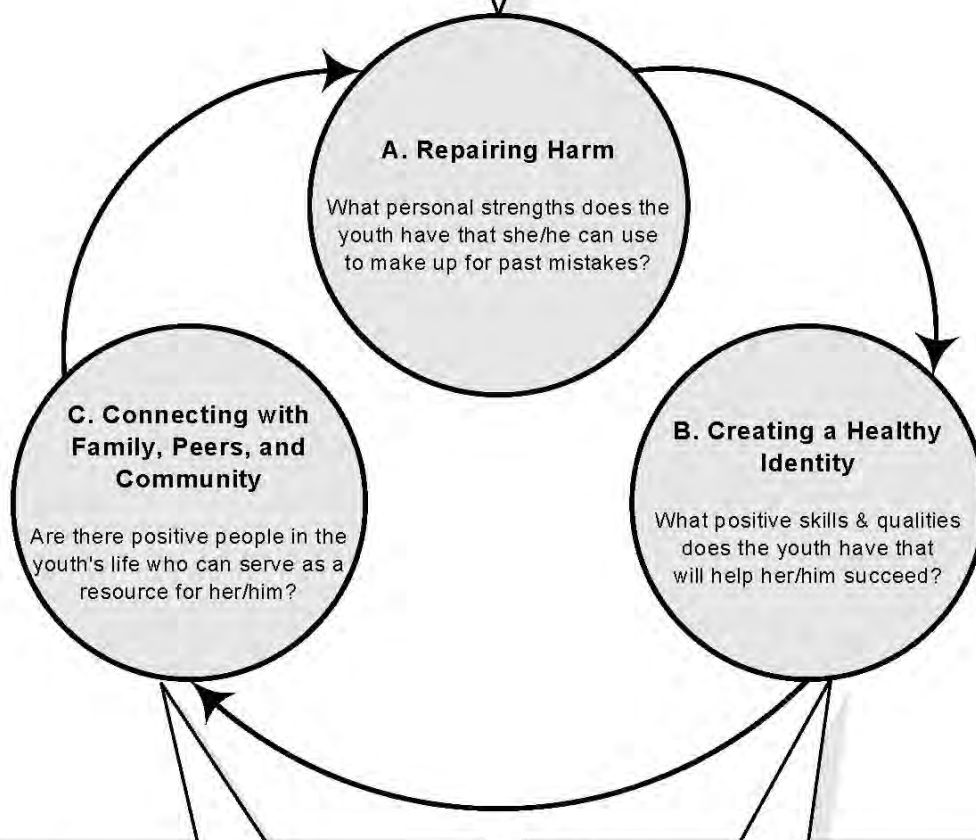 A. Repairing Harm
What personal strengths does the
youth have that she/he can use
to make up for past mistakes?
B. Creating a Healthy
Identity
What positive skills & qualities
does the youth have that
will help her/him succeed?
C. Connecting with
Family, Peers, and
Community
Are there positive people in the
youth's life who can serve as a
resource for her/him?